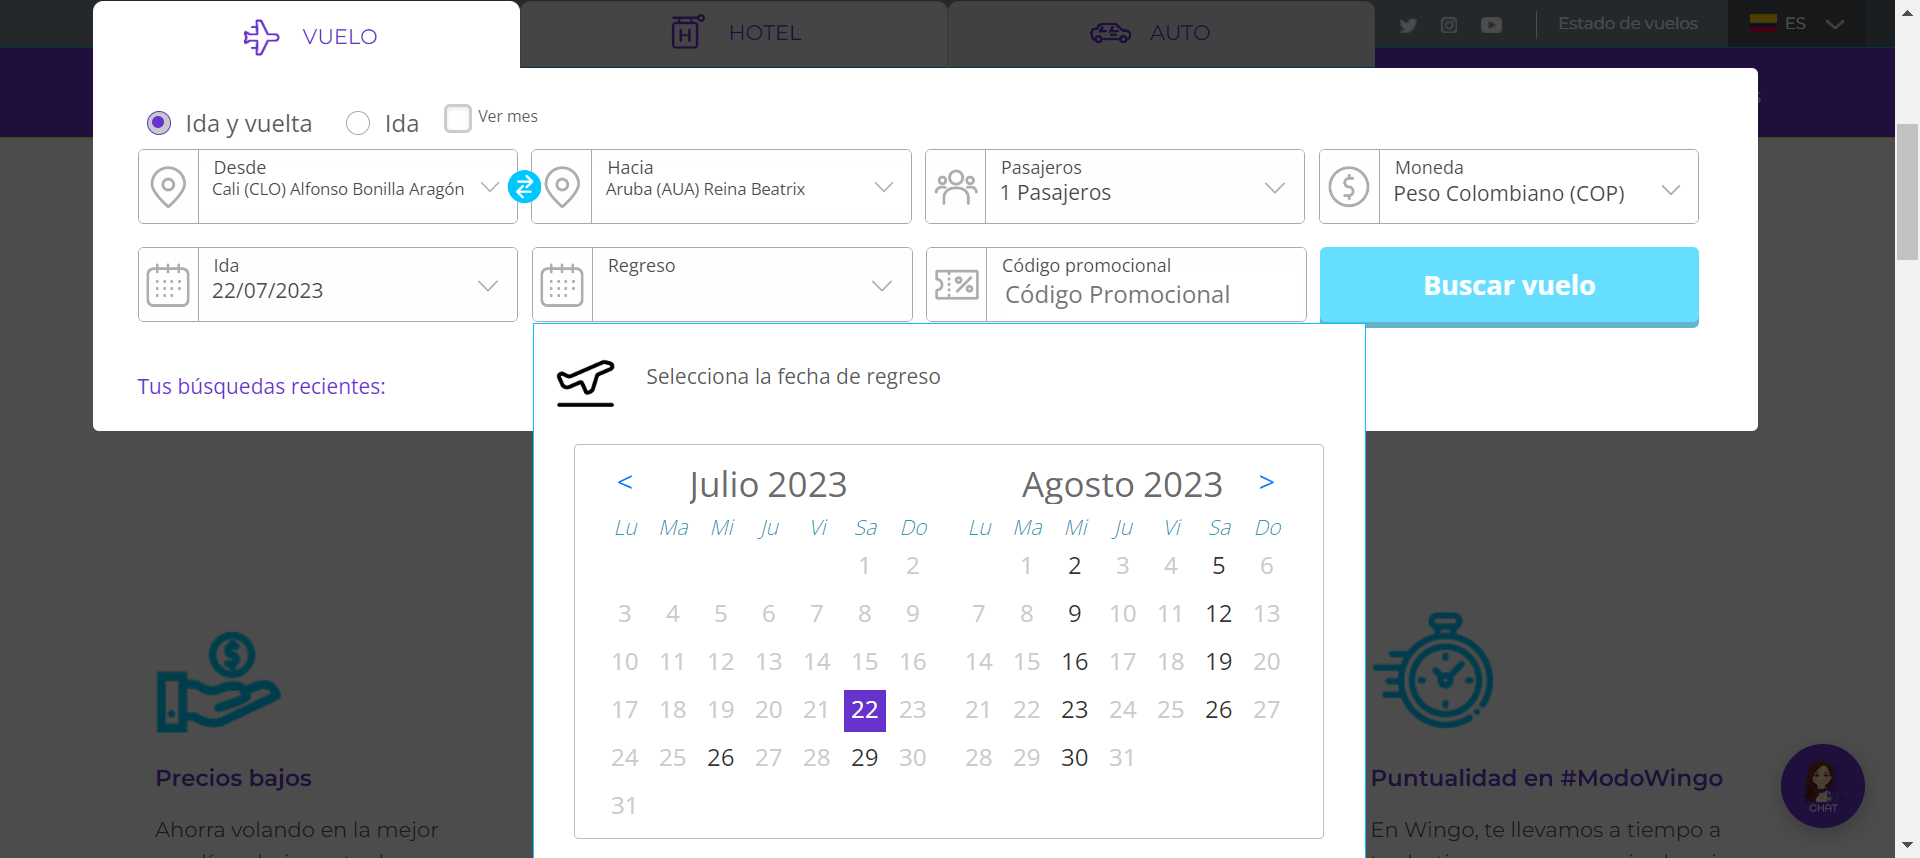 VUELO
HOTEL
AUTO
Estado de vuelos
ES
Ida y vuelta
Ida
Ver mes
Desde
Cali (CLO) Alfonso Bonilla Aragón
Hacia
Aruba (AUA) Reina Beatrix
Pasajeros
1 Pasajeros
Moneda
Peso Colombiano (COP)
Ida
22/07/2023
Regreso
Código promocional
Código Promocional
Buscar vuelo
Tus búsquedas recientes:
Selecciona la fecha de regreso
< Julio 2023
Lu Ma Mi Ju Vi Sa Do
1 2
3 4 5 6 7 8 9
10 11 12 13 14 15 16
17 18 19 20 21 22 23
24 25 26 27 28 29 30
31
Agosto 2023 >
Lu Ma Mi Ju Vi Sa Do
1 2 3 4 5 6
7 8 9 10 11 12 13
14 15 16 17 18 19 20
21 22 23 24 25 26 27
28 29 30 31
Precios bajos
Ahorra volando en la mejor
Puntualidad en #ModoWingo
En Wingo, te llevamos a tiempo a
CHAT